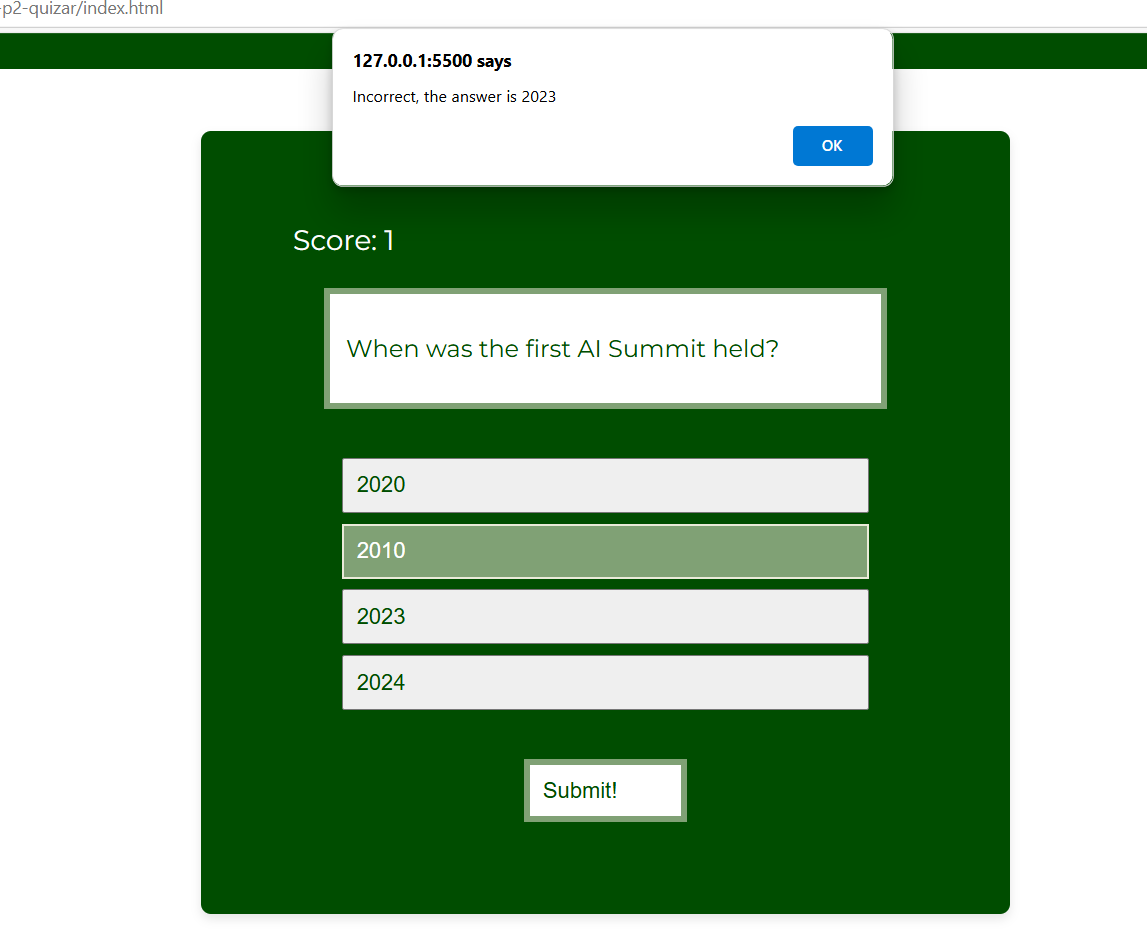 -p2-quizar/index.html
127.0.0.1:5500 says
Incorrect, the answer is 2023
OK
Score: 1
When was the first AI Summit held?
2020
2010
2023
2024
Submit!